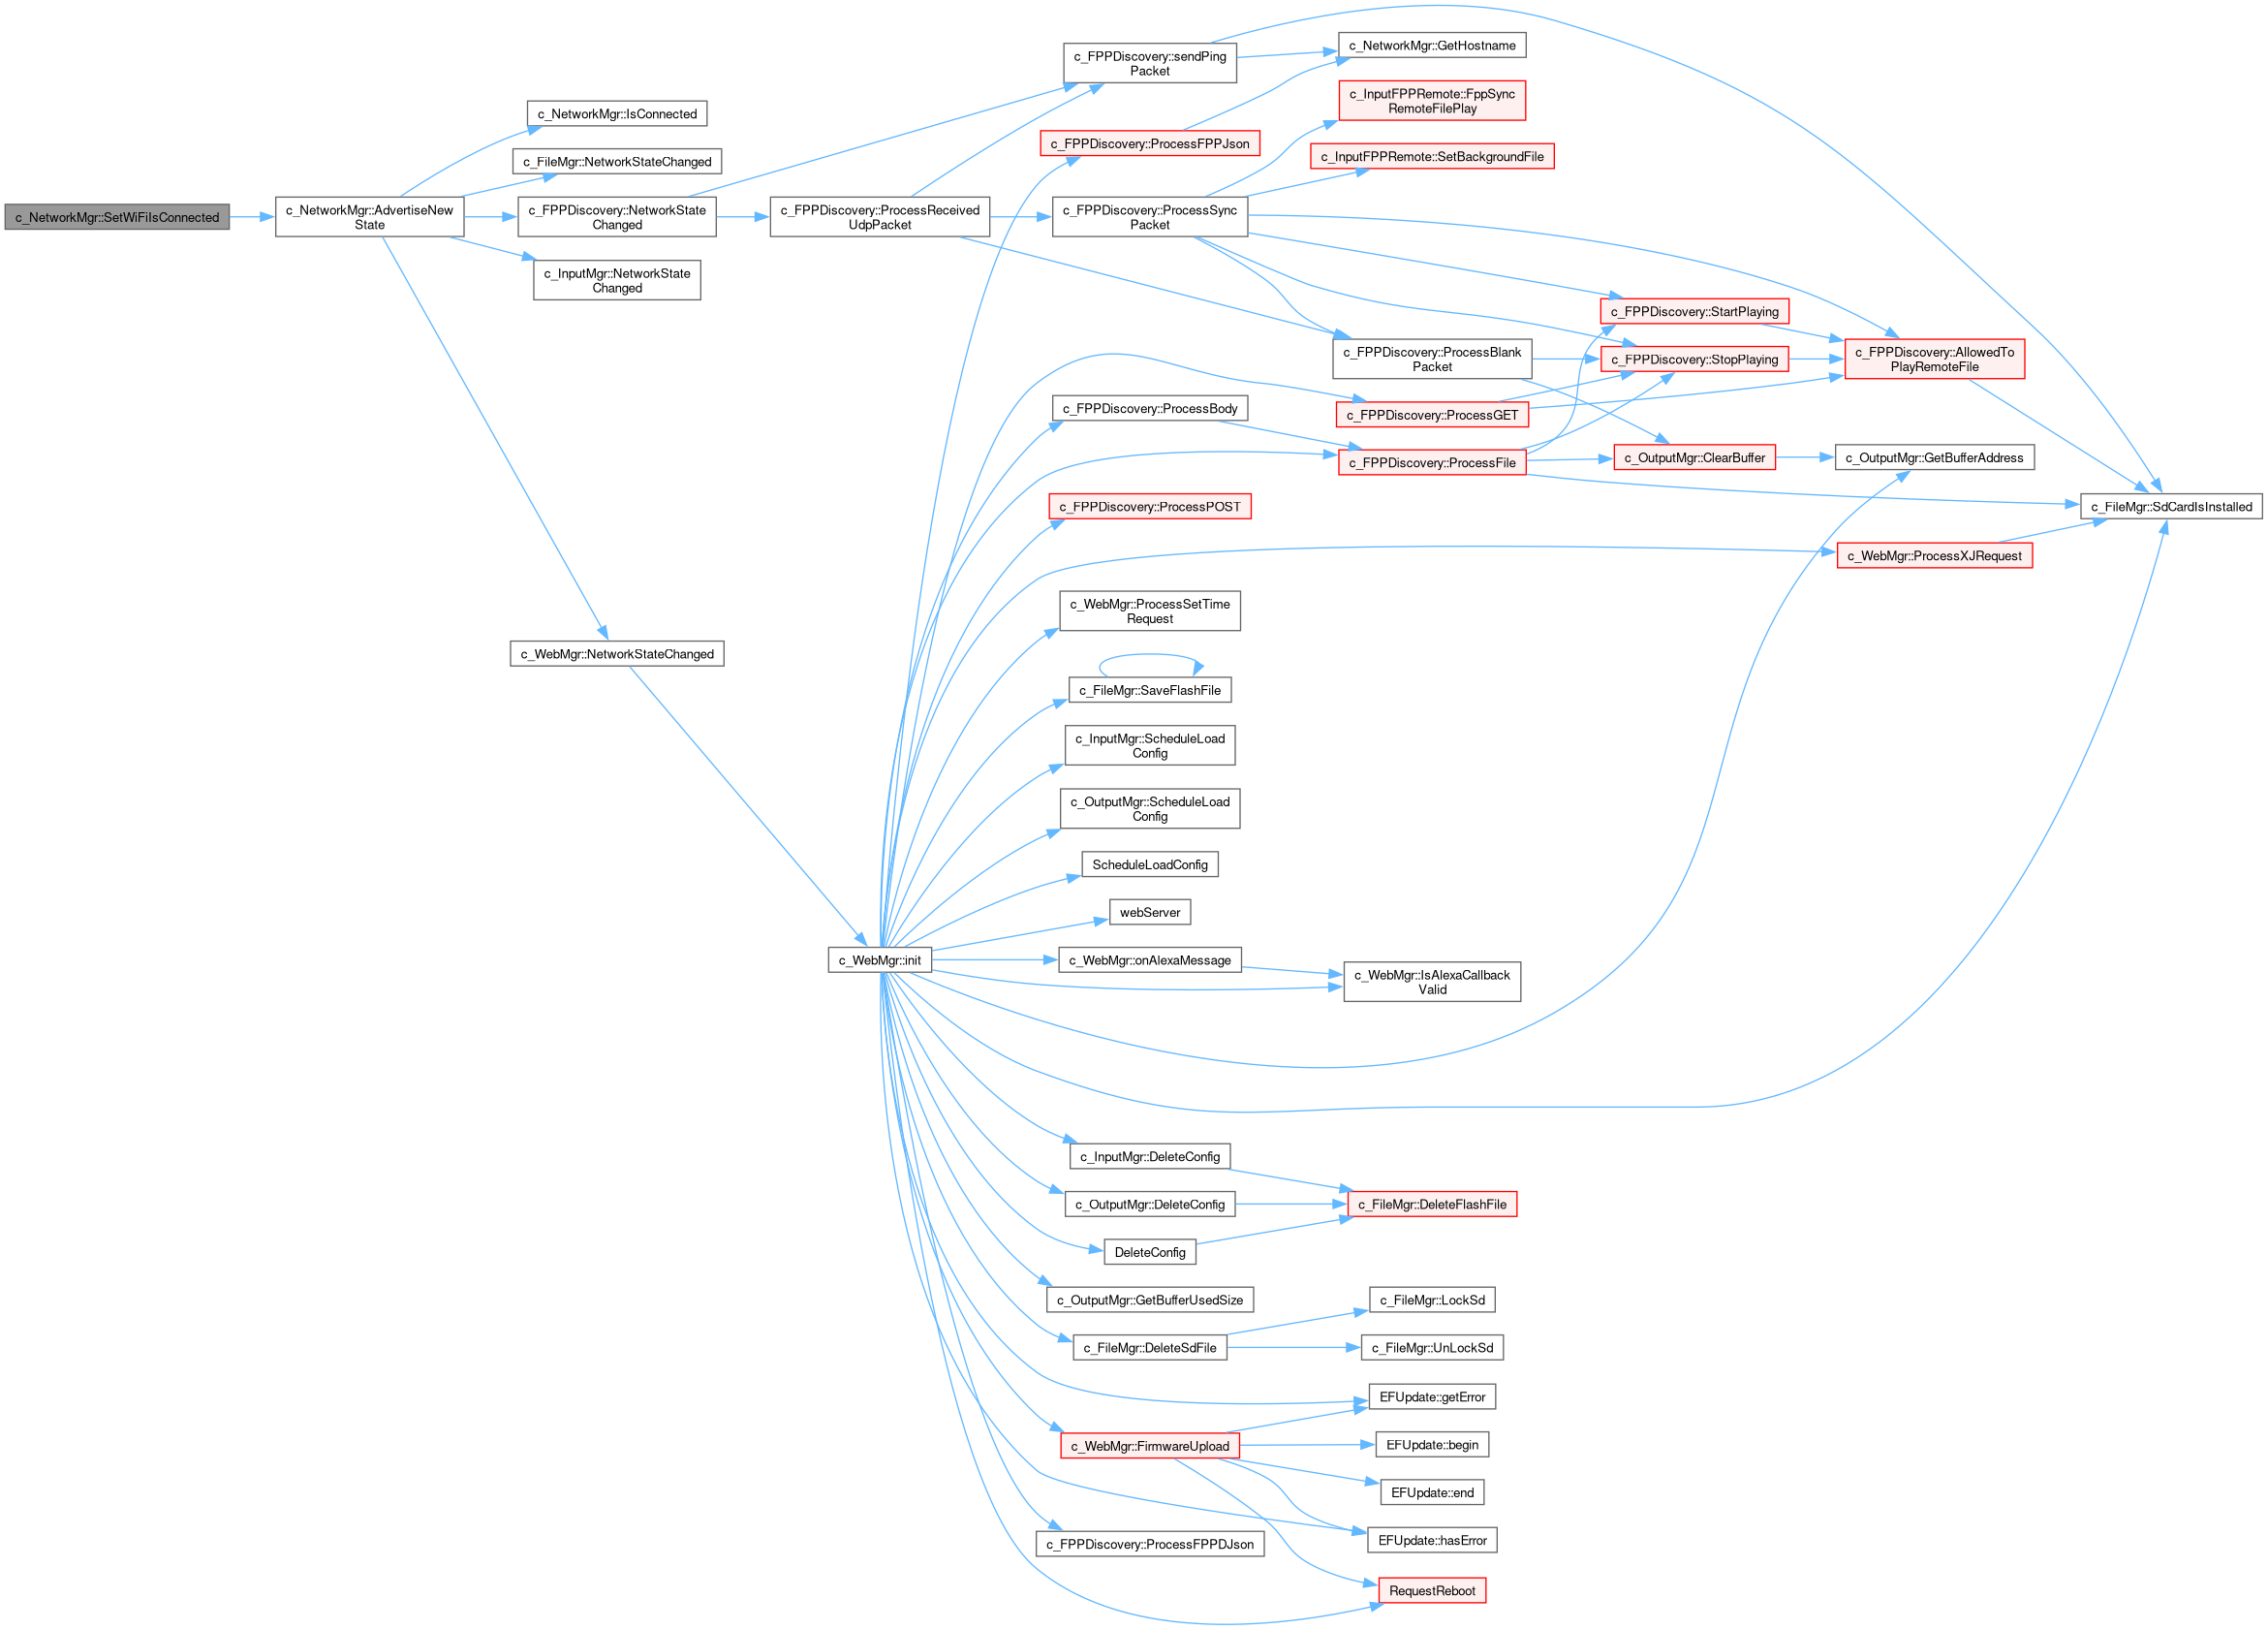 c_NetworkMgr::SetWiFiIsConnected
c_NetworkMgr::AdvertiseNew
State
c_NetworkMgr::IsConnected
c_FileMgr::NetworkStateChanged
c_FPPDiscovery::NetworkState
Changed
c_InputMgr::NetworkState
Changed
c_WebMgr::NetworkStateChanged
c_FPPDiscovery::ProcessReceived
UdpPacket
c_WebMgr::init
c_FPPDiscovery::sendPing
Packet
c_FPPDiscovery::ProcessFPPJson
c_FPPDiscovery::ProcessSync
Packet
c_FPPDiscovery::ProcessBody
c_FPPDiscovery::ProcessPOST
c_WebMgr::ProcessSetTime
Request
c_FileMgr::SaveFlashFile
c_InputMgr::ScheduleLoad
Config
c_OutputMgr::ScheduleLoad
Config
ScheduleLoadConfig
webServer
c_WebMgr::onAlexaMessage
c_InputMgr::DeleteConfig
c_OutputMgr::DeleteConfig
DeleteConfig
c_OutputMgr::GetBufferUsedSize
c_FileMgr::DeleteSdFile
c_WebMgr::FirmwareUpload
c_FPPDiscovery::ProcessFPPDJson
c_NetworkMgr::GetHostname
c_InputFPPRemote::FppSync
RemoteFilePlay
c_InputFPPRemote::SetBackgroundFile
c_FPPDiscovery::ProcessBlank
Packet
c_FPPDiscovery::ProcessGET
c_FPPDiscovery::ProcessFile
c_WebMgr::IsAlexaCallback
Valid
c_FileMgr::DeleteFlashFile
c_FileMgr::LockSd
c_FileMgr::UnLockSd
EFUpdate::getError
EFUpdate::begin
EFUpdate::end
EFUpdate::hasError
RequestReboot
c_FPPDiscovery::StartPlaying
c_FPPDiscovery::StopPlaying
c_OutputMgr::ClearBuffer
c_FPPDiscovery::AllowedTo
PlayRemoteFile
c_OutputMgr::GetBufferAddress
c_WebMgr::ProcessXJRequest
c_FileMgr::SdCardIsInstalled